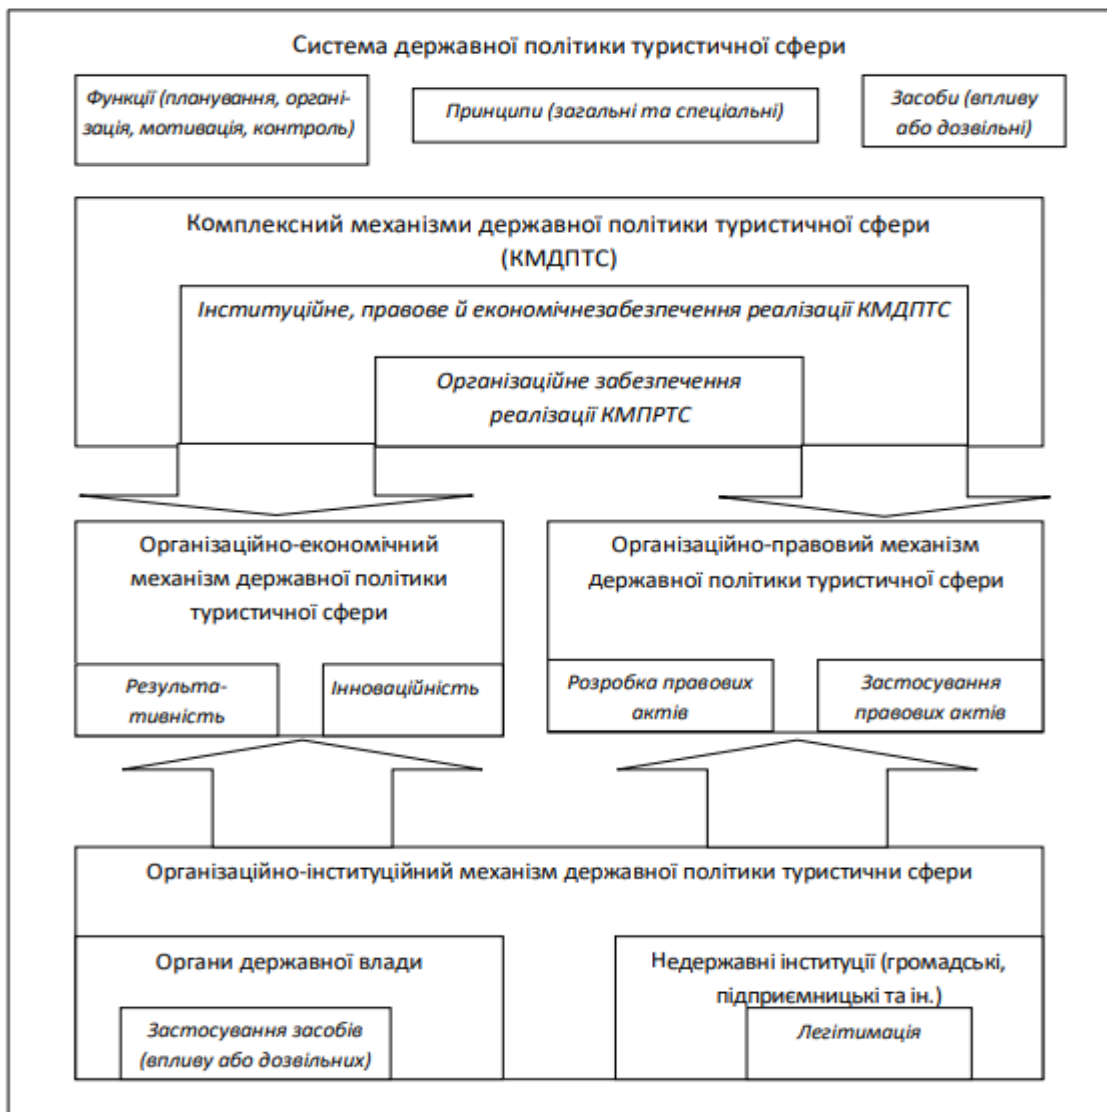 Система державної політики туристичної сфери
Функції (планування, органі-
зація, мотивація, контроль)
Принципи (загальні та спеціальні)
Засоби (впливу
або дозвільні)
Комплексний механізми державної політики туристичної сфери
(КМДПТС)
Інституційне, правове й економічнезабезпечення реалізації КМДПТС
Організаційне забезпечення
реалізації КМПРТС
Організаційно-економічний
механізм державної політики
туристичної сфери
Результа-
тивність
Інноваційність
Організаційно-правовий механізм
державної політики туристичної сфери
Розробка правових
актів
Застосування
правових актів
Організаційно-інституційний механізм державної політики туристични сфери
Органи державної влади
Застосування засобів
(впливу або дозвільних)
Недержавні інституції (громадські,
підприємницькі та ін.)
Легітимація